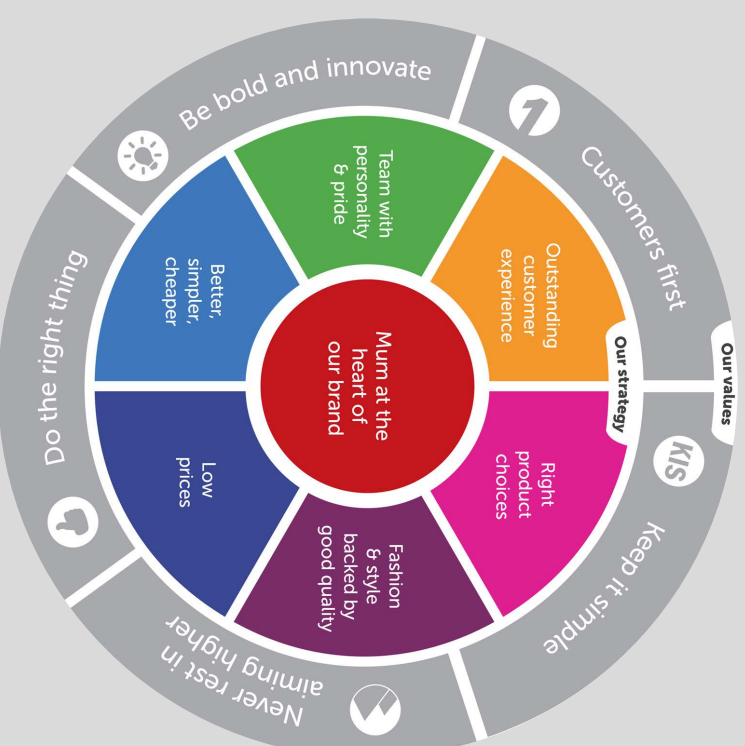 Our values
Our strategy
Customers first
KIS
Keep it simple
Never rest in
aiming higher
Do the right thing
Be bold and innovate
Outstanding
customer
experience
Right
product
choices
Fashion
& style
backed by
good quality
Low
prices
Better,
simpler,
cheaper
Team with
personality
& pride
Mum at the
heart of
our brand
1